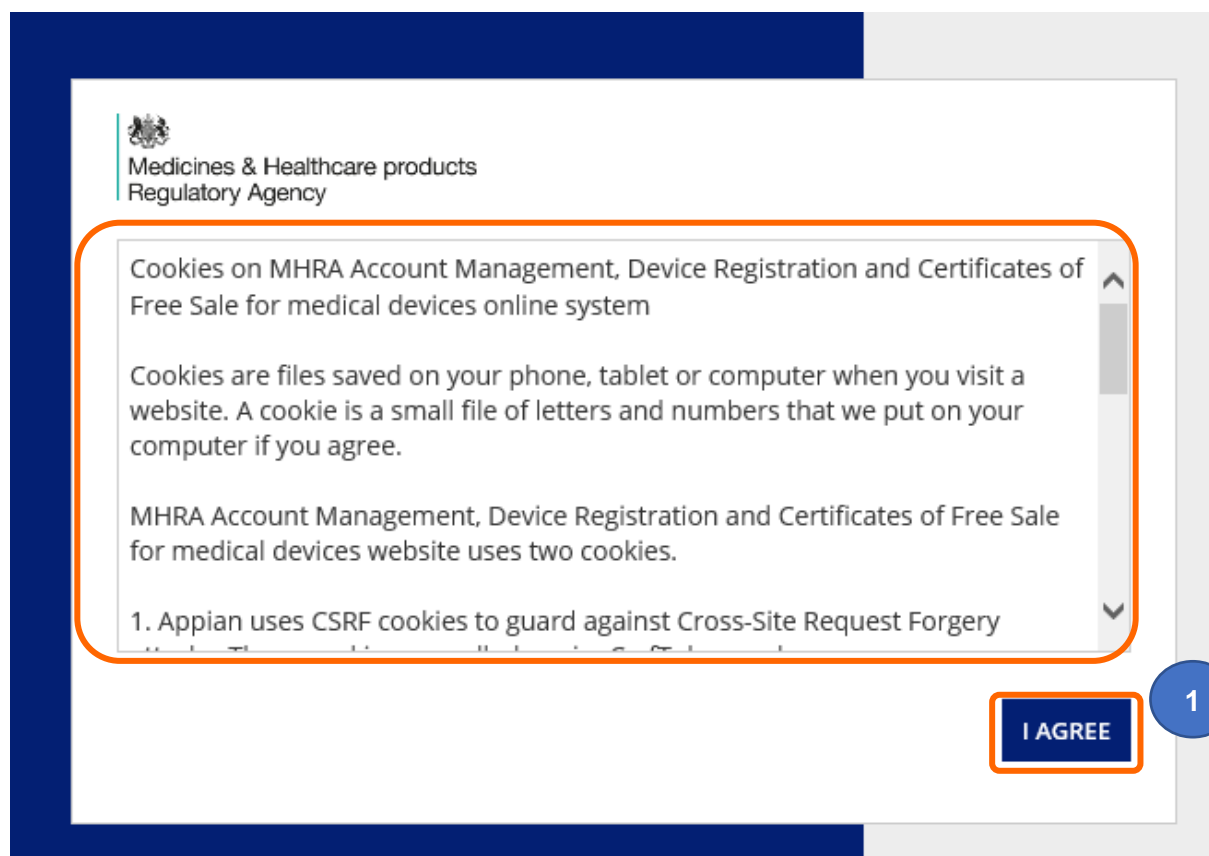 Medicines & Healthcare products
Regulatory Agency
Cookies on MHRA Account Management, Device Registration and Certificates of
Free Sale for medical devices online system
Cookies are files saved on your phone, tablet or computer when you visit a
website. A cookie is a small file of letters and numbers that we put on your
computer if you agree.
MHRA Account Management, Device Registration and Certificates of Free Sale
for medical devices website uses two cookies.
1. Appian uses CSRF cookies to guard against Cross-Site Request Forgery
I AGREE
1